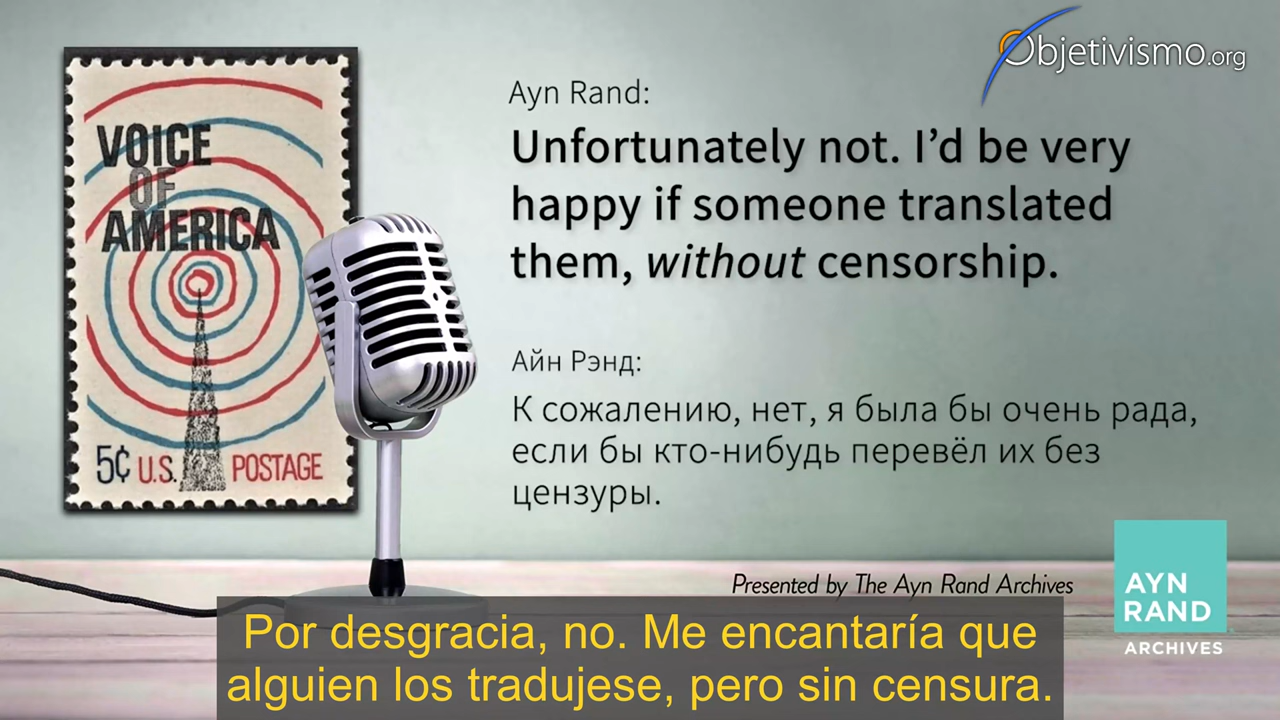 Objetivismo.org
VOICE
OF
AMERICA
5¢ U.S. POSTAGE
Ayn Rand:
Unfortunately not. I’d be very
happy if someone translated
them, without censorship.
Айн Рэнд:
К сожалению, нет, я была бы очень рада,
если бы кто-нибудь перевёл их без
цензуры.
Presented by The Ayn Rand Archives
AYN
RAND
ARCHIVES
Por desgracia, no. Me encantaría que
alguien los tradujese, pero sin censura.